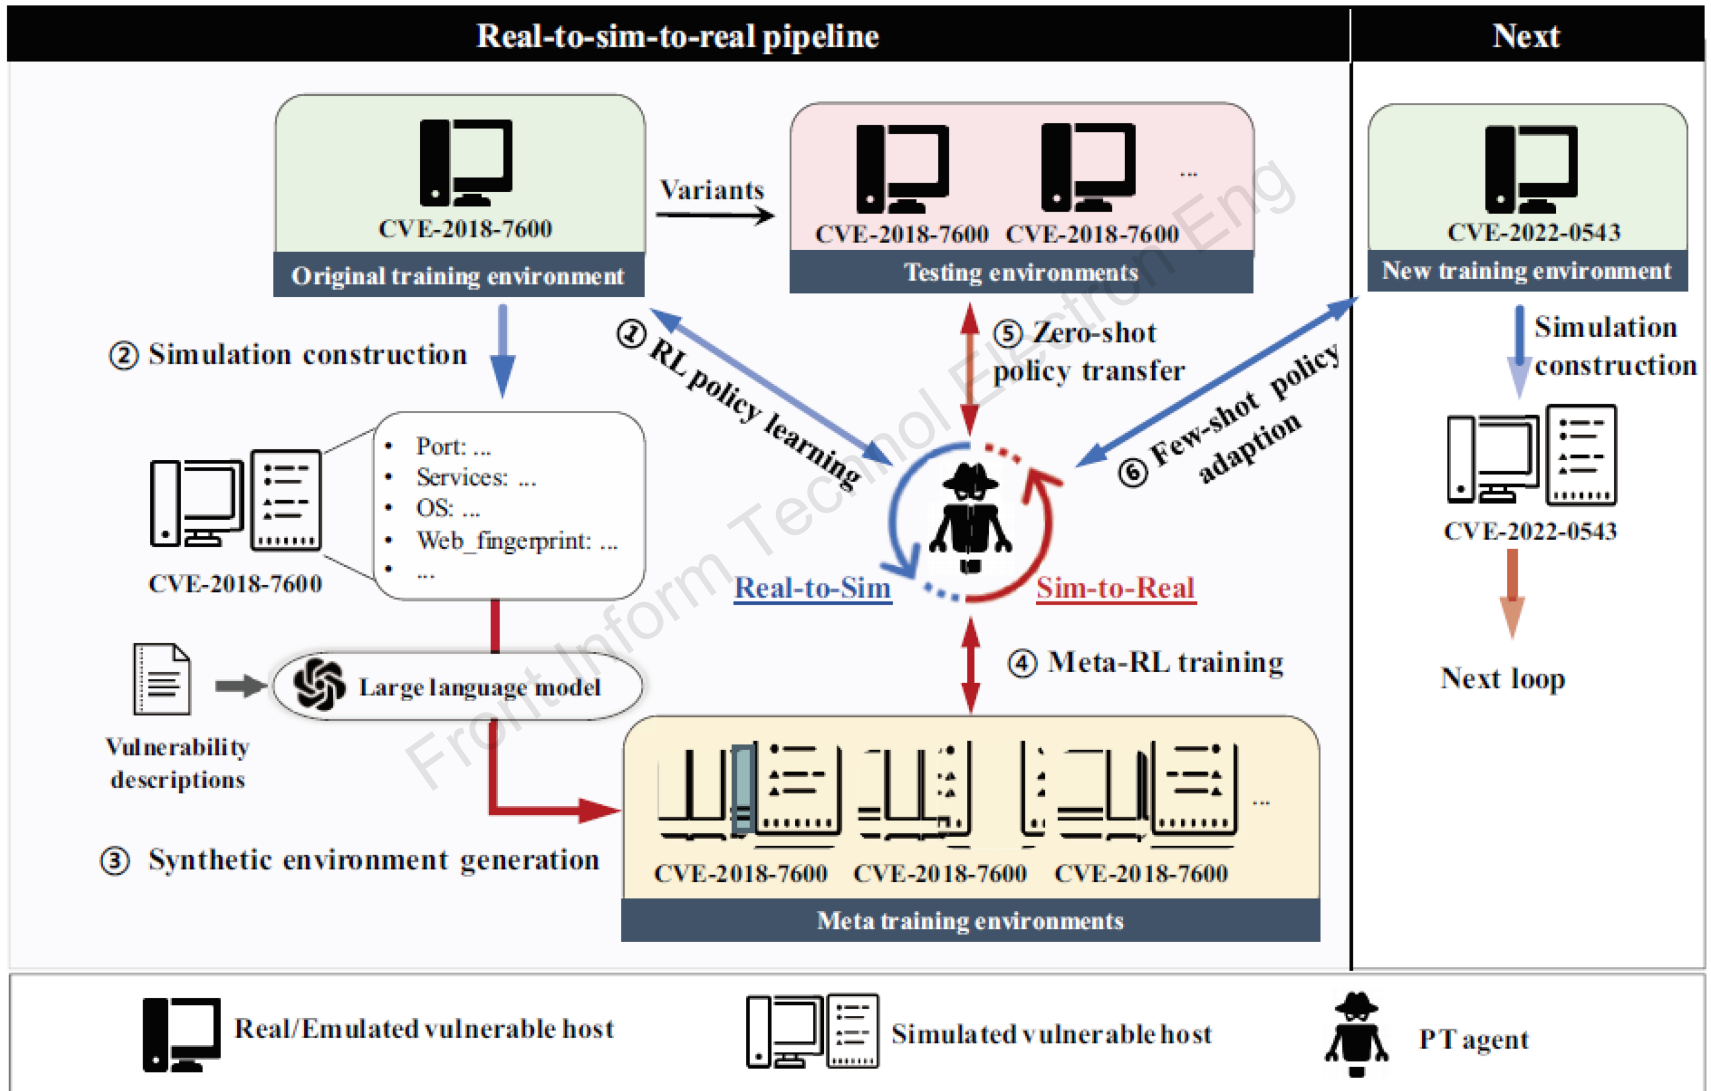 Real-to-sim-to-real pipeline
Next
CVE-2018-7600
Original training environment
Variants
CVE-2018-7600 CVE-2018-7600
...
Testing environments
CVE-2022-0543
New training environment
② Simulation construction
① RL policy learning
⑤ Zero-shot
policy transfer
⑥ Few-shot policy
adaption
Simulation
construction
• Port: ...
• Services: ...
• OS: ...
• Web_fingerprint: ...
• ...
CVE-2018-7600
Real-to-Sim
Sim-to-Real
CVE-2022-0543
④ Meta-RL training
Next loop
Large language model
Vulnerability
descriptions
③ Synthetic environment generation
...
CVE-2018-7600 CVE-2018-7600 CVE-2018-7600
Meta training environments
Real/Emulated vulnerable host
Simulated vulnerable host
PT agent
Front Inform Technol Electron Eng